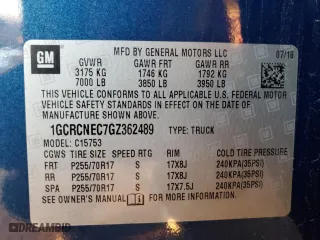 GM
MFD BY GENERAL MOTORS LLC
07/16
GVWR GAWR FRT GAWR RR
3175 KG 1746 KG 1792 KG
7000 LB 3850 LB 3950 LB
THIS VEHICLE CONFORMS TO ALL APPLICABLE U.S. FEDERAL MOTOR
VEHICLE SAFETY STANDARDS IN EFFECT ON THE DATE OF
MANUFACTURE SHOWN ABOVE.
1GCRCNEC7GZ362489 TYPE: TRUCK
MODEL: C15753
CGWS TIRE SIZE SPEED RTG RIM COLD TIRE PRESSURE
FRT P255/70R17 S 17X8J 240KPA(35PSI)
RR P255/70R17 S 17X8J 240KPA(35PSI)
SPA P255/70R17 S 17X7.5J 240KPA(35PSI)
SEE OWNER'S MANUAL FOR MORE INFORMATION